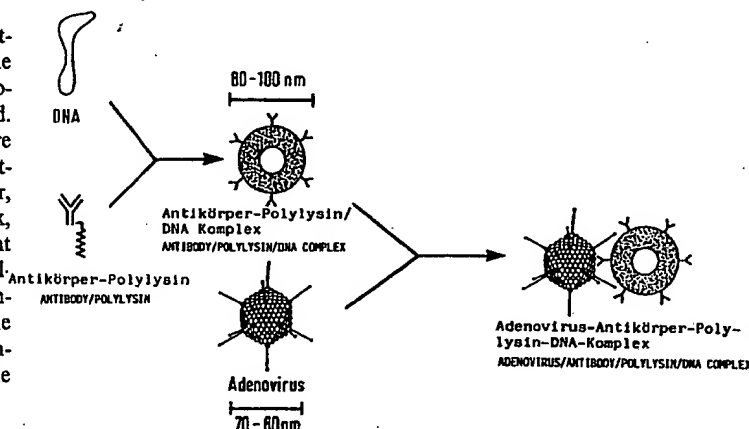 DNA
80-100 nm
Antikörper-Polylysin/
DNA Komplex
ANTIBODY/POLYLYSIN/DNA COMPLEX
Antikörper-Polylysin
ANTIBODY/POLYLYSIN
Adenovirus
70-80nm
Adenovirus-Antikörper-Poly-
lysin-DNA-Komplex
ADENOVIRUS/ANTIBODY/POLYLYSIN/DNA COMPLEX